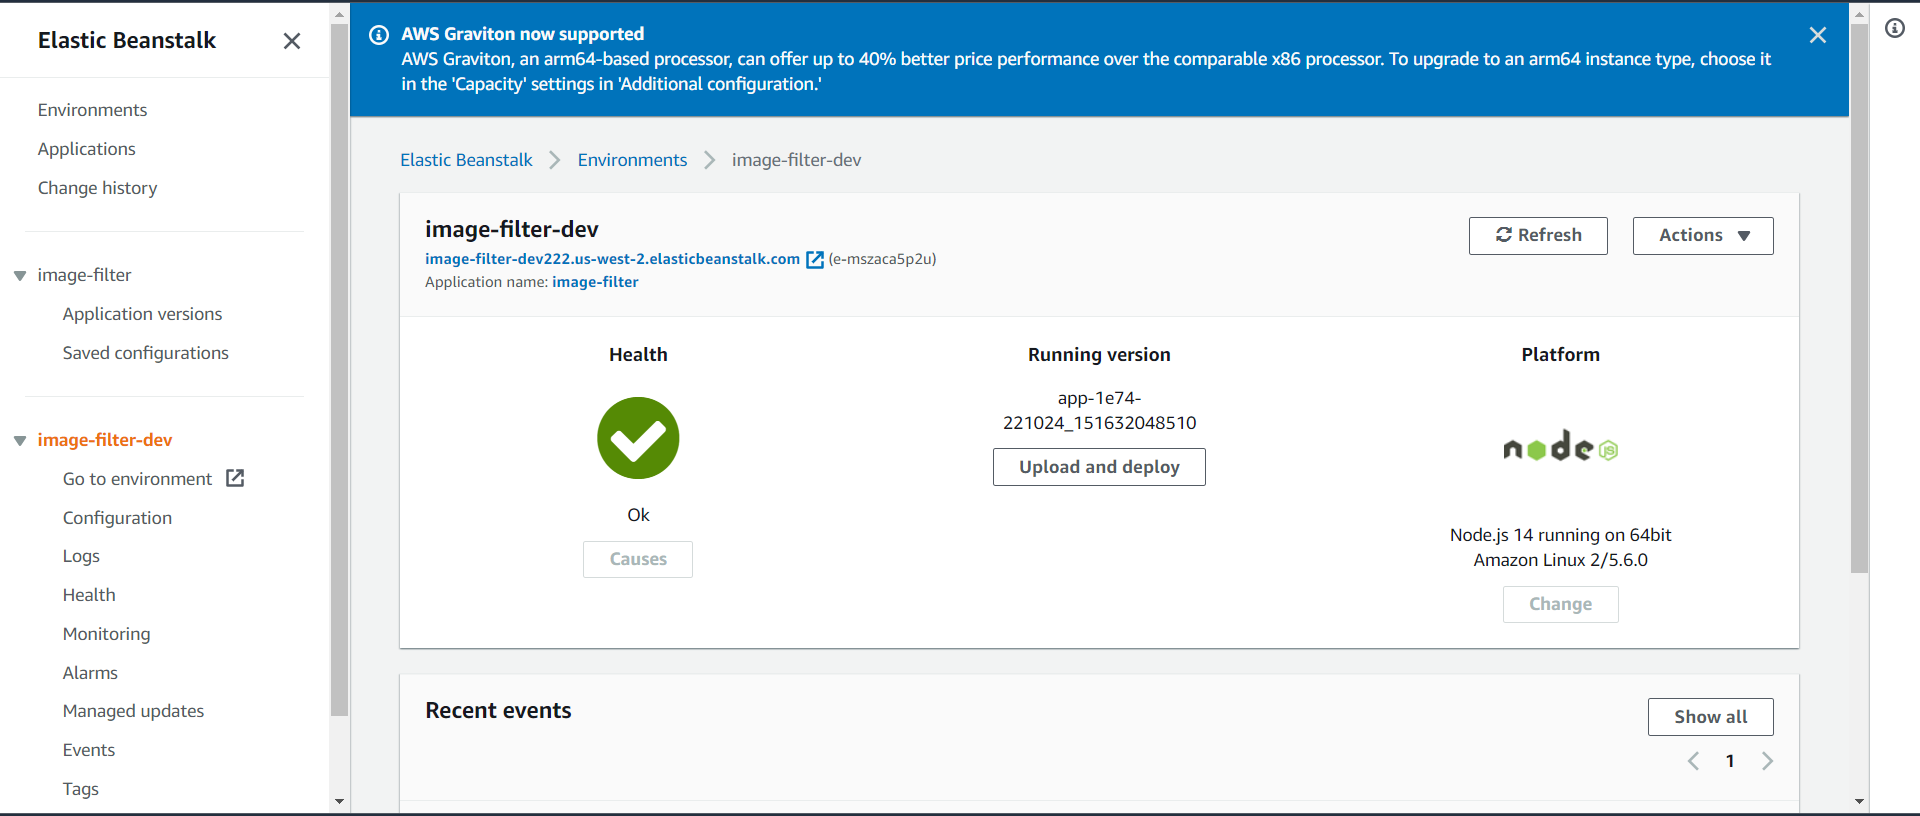 Elastic Beanstalk
Environments
Applications
Change history
image-filter
Application versions
Saved configurations
image-filter-dev
Go to environment
Configuration
Logs
Health
Monitoring
Alarms
Managed updates
Events
Tags
AWS Graviton now supported
AWS Graviton, an arm64-based processor, can offer up to 40% better price performance over the comparable x86 processor. To upgrade to an arm64 instance type, choose it
in the 'Capacity' settings in 'Additional configuration.'
Elastic Beanstalk
Environments
image-filter-dev
image-filter-dev
image-filter-dev222.us-west-2.elasticbeanstalk.com (e-mszaca5p2u)
Application name: image-filter
Refresh
Actions
Health
Ok
Causes
Running version
app-1e74-
221024_151632048510
Upload and deploy
Platform
node JS
Node.js 14 running on 64bit
Amazon Linux 2/5.6.0
Change
Recent events
Show all
1